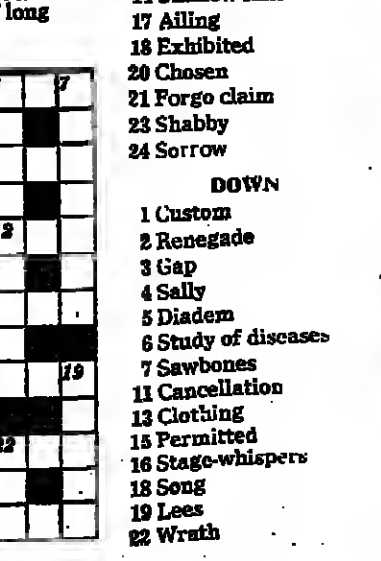 long
17 Ailing
18 Exhibited
20 Chosen
21 Forgo claim
23 Shabby
24 Sorrow
DOWN
1 Custom
2 Renegade
3 Gap
4 Sally
5 Diadem
6 Study of diseases
7 Sawbones
11 Cancellation
13 Clothing
15 Permitted
16 Stage-whispers
18 Song
19 Lees
22 Wrath
7
19